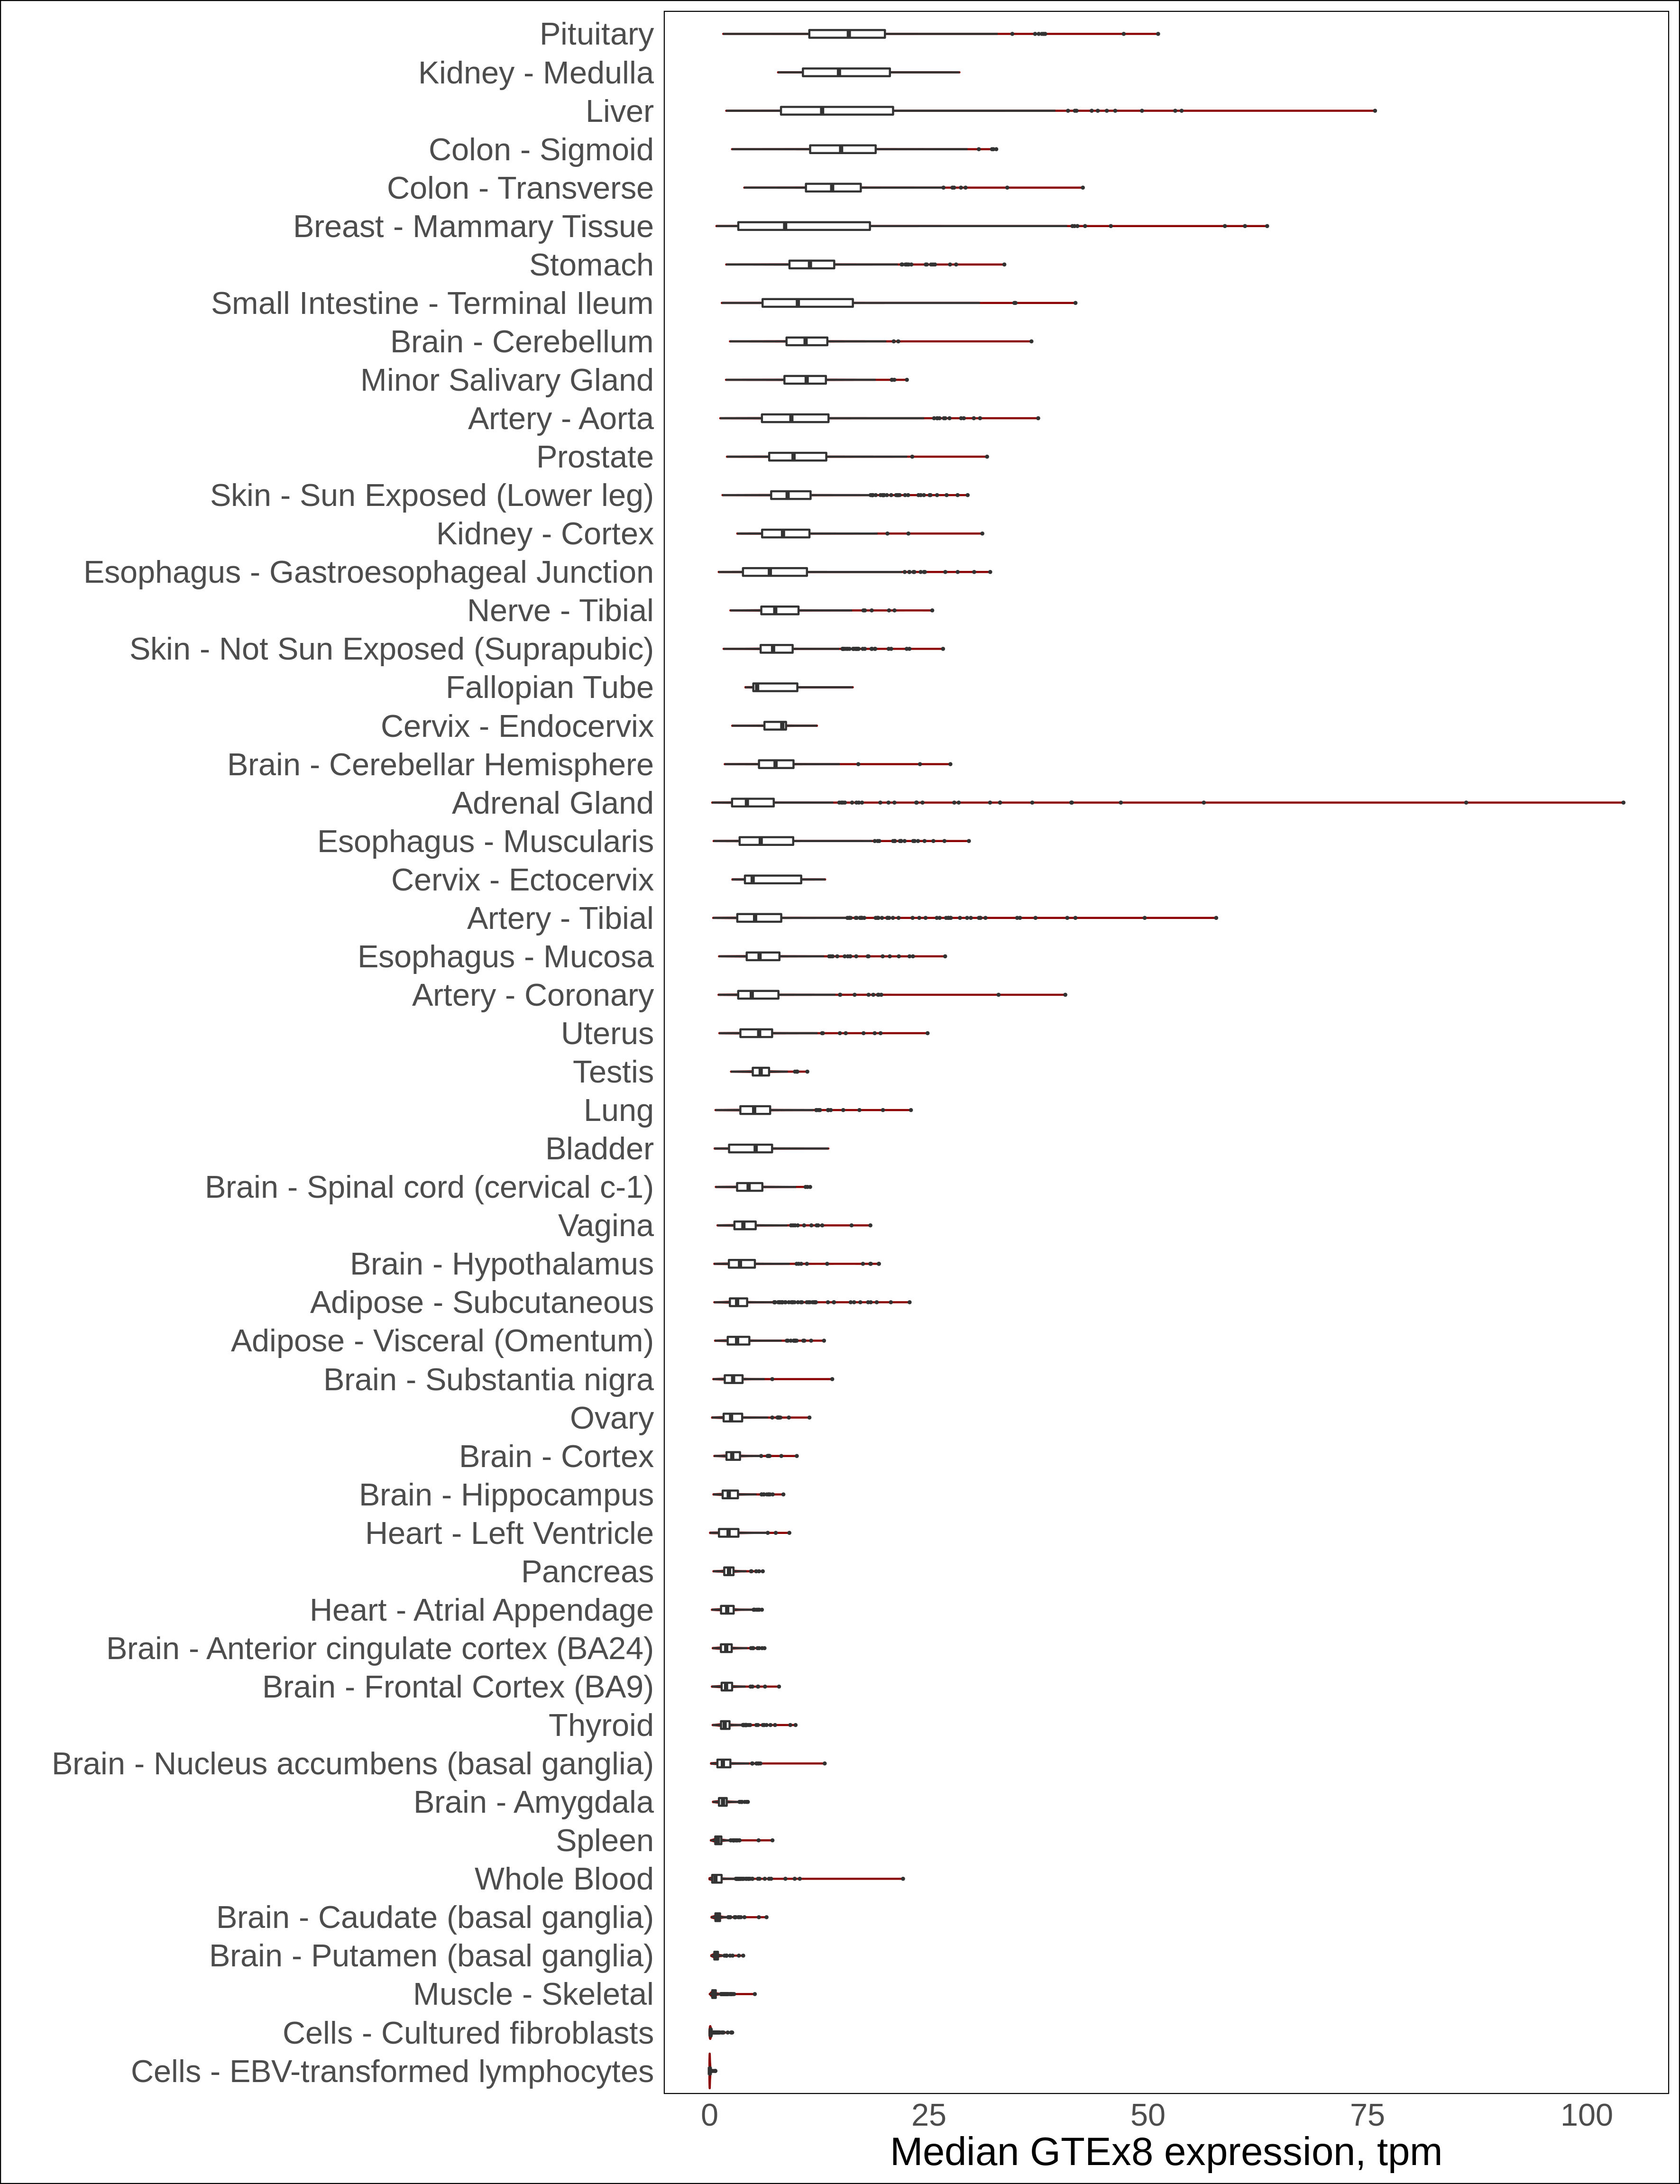 Pituitary
Kidney - Medulla
Liver
Colon - Sigmoid
Colon - Transverse
Breast - Mammary Tissue
Stomach
Small Intestine - Terminal Ileum
Brain - Cerebellum
Minor Salivary Gland
Artery - Aorta
Prostate
Skin - Sun Exposed (Lower leg)
Kidney - Cortex
Esophagus - Gastroesophageal Junction
Nerve - Tibial
Skin - Not Sun Exposed (Suprapubic)
Fallopian Tube
Cervix - Endocervix
Brain - Cerebellar Hemisphere
Adrenal Gland
Esophagus - Muscularis
Cervix - Ectocervix
Artery - Tibial
Esophagus - Mucosa
Artery - Coronary
Uterus
Testis
Lung
Bladder
Brain - Spinal cord (cervical c-1)
Vagina
Brain - Hypothalamus
Adipose - Subcutaneous
Adipose - Visceral (Omentum)
Brain - Substantia nigra
Ovary
Brain - Cortex
Brain - Hippocampus
Heart - Left Ventricle
Pancreas
Heart - Atrial Appendage
Brain - Anterior cingulate cortex (BA24)
Brain - Frontal Cortex (BA9)
Thyroid
Brain - Nucleus accumbens (basal ganglia)
Brain - Amygdala
Spleen
Whole Blood
Brain - Caudate (basal ganglia)
Brain - Putamen (basal ganglia)
Muscle - Skeletal
Cells - Cultured fibroblasts
Cells - EBV-transformed lymphocytes
0 25 50 75 100
Median GTEx8 expression, tpm